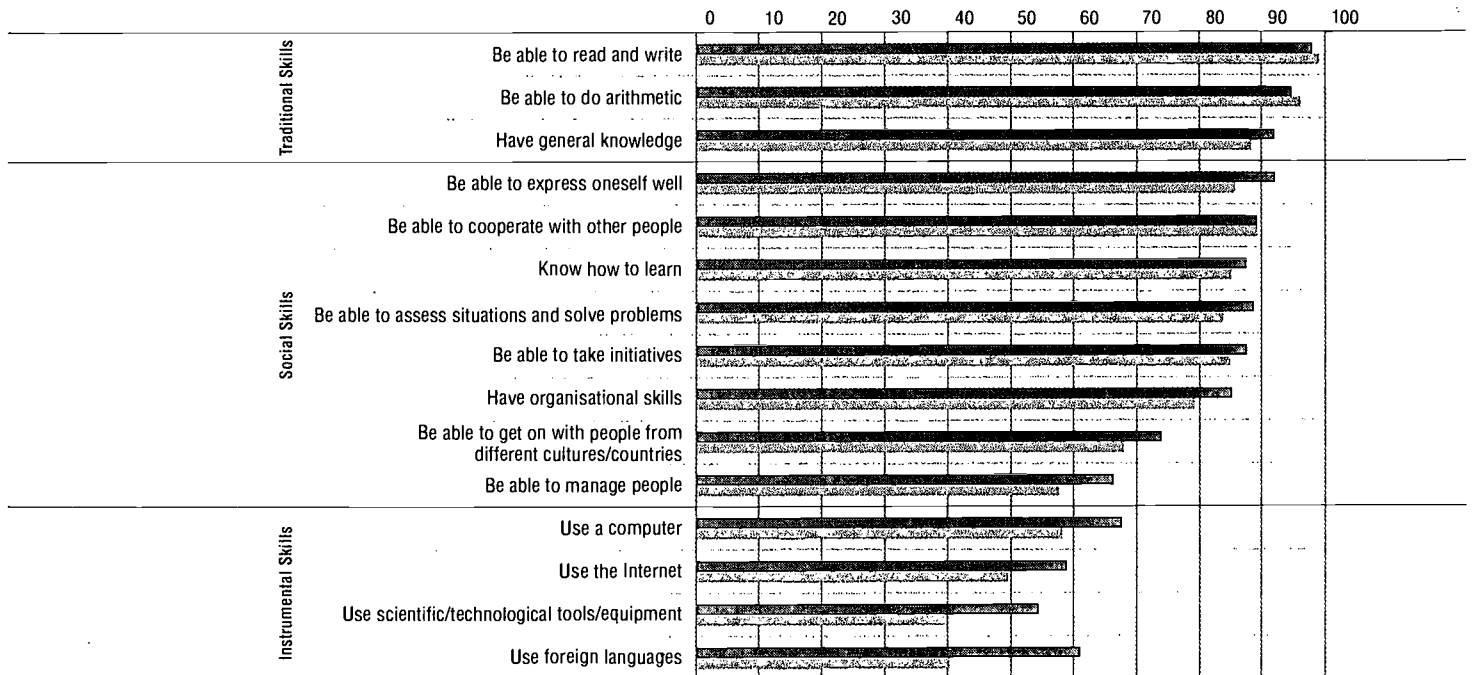 0 10 20 30 40 50 60 70 80 90 100
Traditional Skills
Be able to read and write
Be able to do arithmetic
Have general knowledge
Social Skills
Be able to express oneself well
Be able to cooperate with other people
Know how to learn
Be able to assess situations and solve problems
Be able to take initiatives
Have organisational skills
Be able to get on with people from
different cultures/countries
Be able to manage people
Instrumental Skills
Use a computer
Use the Internet
Use scientific/technological tools/equipment
Use foreign languages